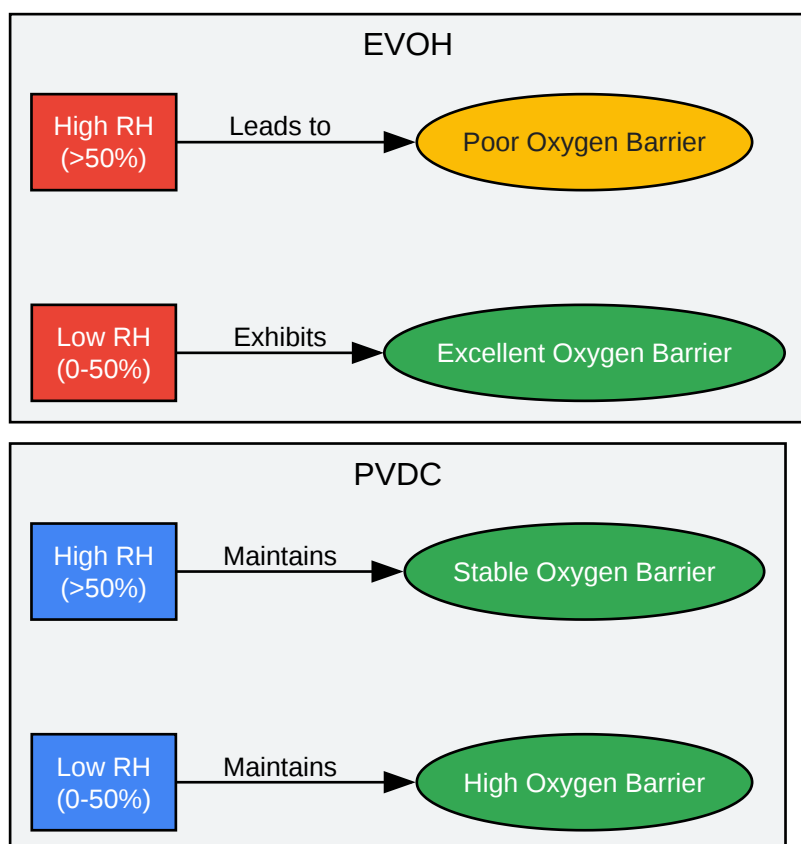 EVOH
High RH
(>50%)
Leads to
Poor Oxygen Barrier
Low RH
(0-50%)
Exhibits
Excellent Oxygen Barrier
PVDC
High RH
(>50%)
Maintains
Stable Oxygen Barrier
Low RH
(0-50%)
Maintains
High Oxygen Barrier